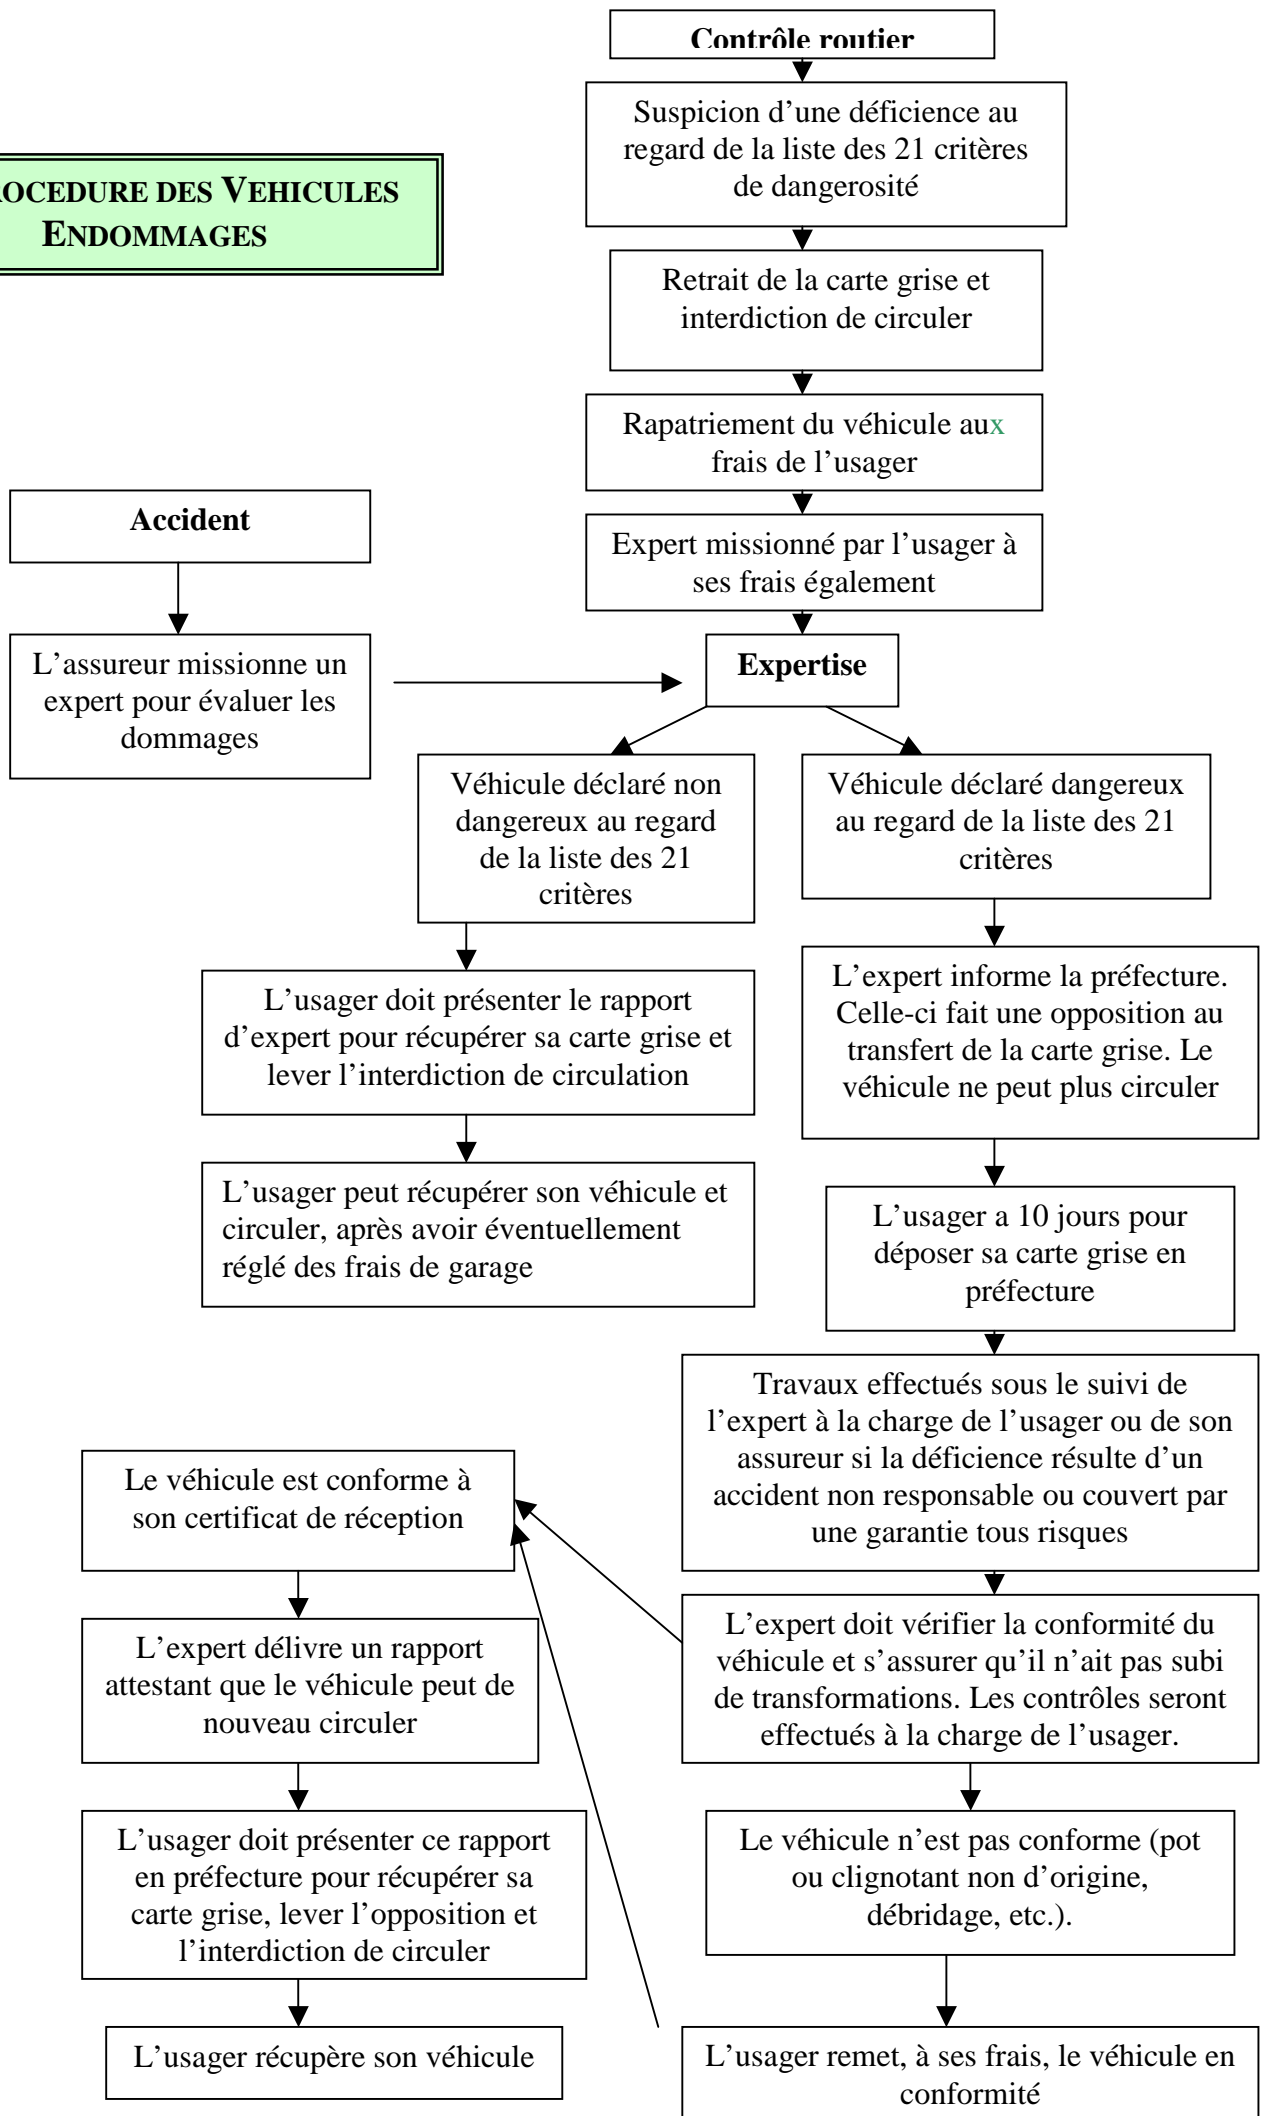 Contrôle routier
Suspicion d’une déficience au
regard de la liste des 21 critères
de dangerosité
OCEDURE DES VEHICULES
ENDOMMAGES
Retrait de la carte grise et
interdiction de circuler
Rapatriement du véhicule aux
frais de l’usager
Accident
Expert missionné par l’usager à
ses frais également
L’assureur missionne un
expert pour évaluer les
dommages
Expertise
Véhicule déclaré non
dangereux au regard
de la liste des 21
critères
Véhicule déclaré dangereux
au regard de la liste des 21
critères
L’usager doit présenter le rapport
d’expert pour récupérer sa carte grise et
lever l’interdiction de circulation
L’expert informe la préfecture.
Celle-ci fait une opposition au
transfert de la carte grise. Le
véhicule ne peut plus circuler
L’usager peut récupérer son véhicule et
circuler, après avoir éventuellement
réglé des frais de garage
L’usager a 10 jours pour
déposer sa carte grise en
préfecture
Travaux effectués sous le suivi de
l’expert à la charge de l’usager ou de son
assureur si la déficience résulte d’un
accident non responsable ou couvert par
une garantie tous risques
Le véhicule est conforme à
son certificat de réception
L’expert doit vérifier la conformité du
véhicule et s’assurer qu’il n’ait pas subi
de transformations. Les contrôles seront
effectués à la charge de l’usager.
L’expert délivre un rapport
attestant que le véhicule peut de
nouveau circuler
Le véhicule n’est pas conforme (pot
ou clignotant non d’origine,
débridage, etc.).
L’usager doit présenter ce rapport
en préfecture pour récupérer sa
carte grise, lever l’opposition et
l’interdiction de circuler
L’usager récupère son véhicule
L’usager remet, à ses frais, le véhicule en
conformité